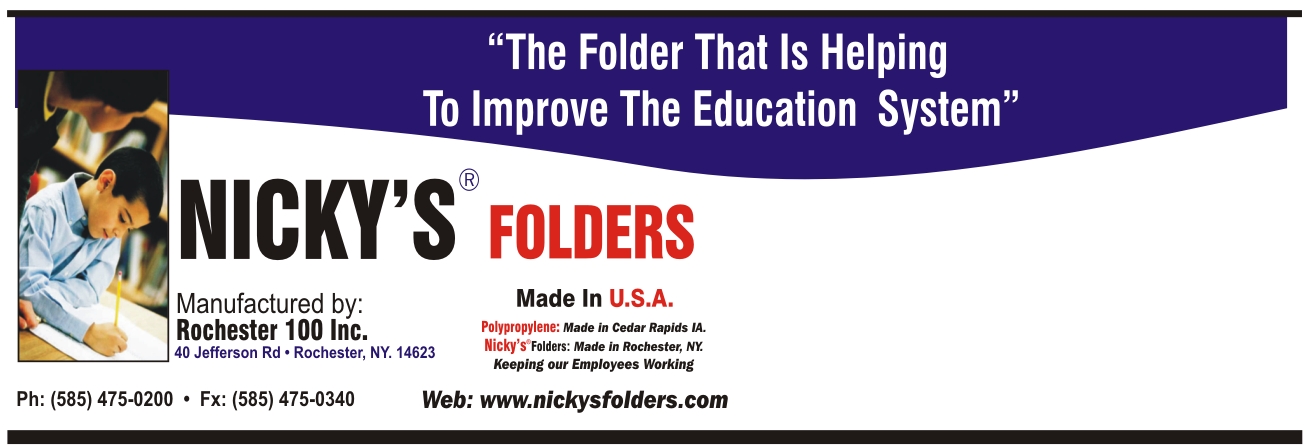 “The Folder That Is Helping
To Improve The Education System”
NICKY’S® FOLDERS
Manufactured by:
Rochester 100 Inc.
40 Jefferson Rd • Rochester, NY. 14623
Made In U.S.A.
Polypropylene: Made in Cedar Rapids IA.
Nicky’s® Folders: Made in Rochester, NY.
Keeping our Employees Working
Ph: (585) 475-0200 • Fx: (585) 475-0340
Web: www.nickysfolders.com